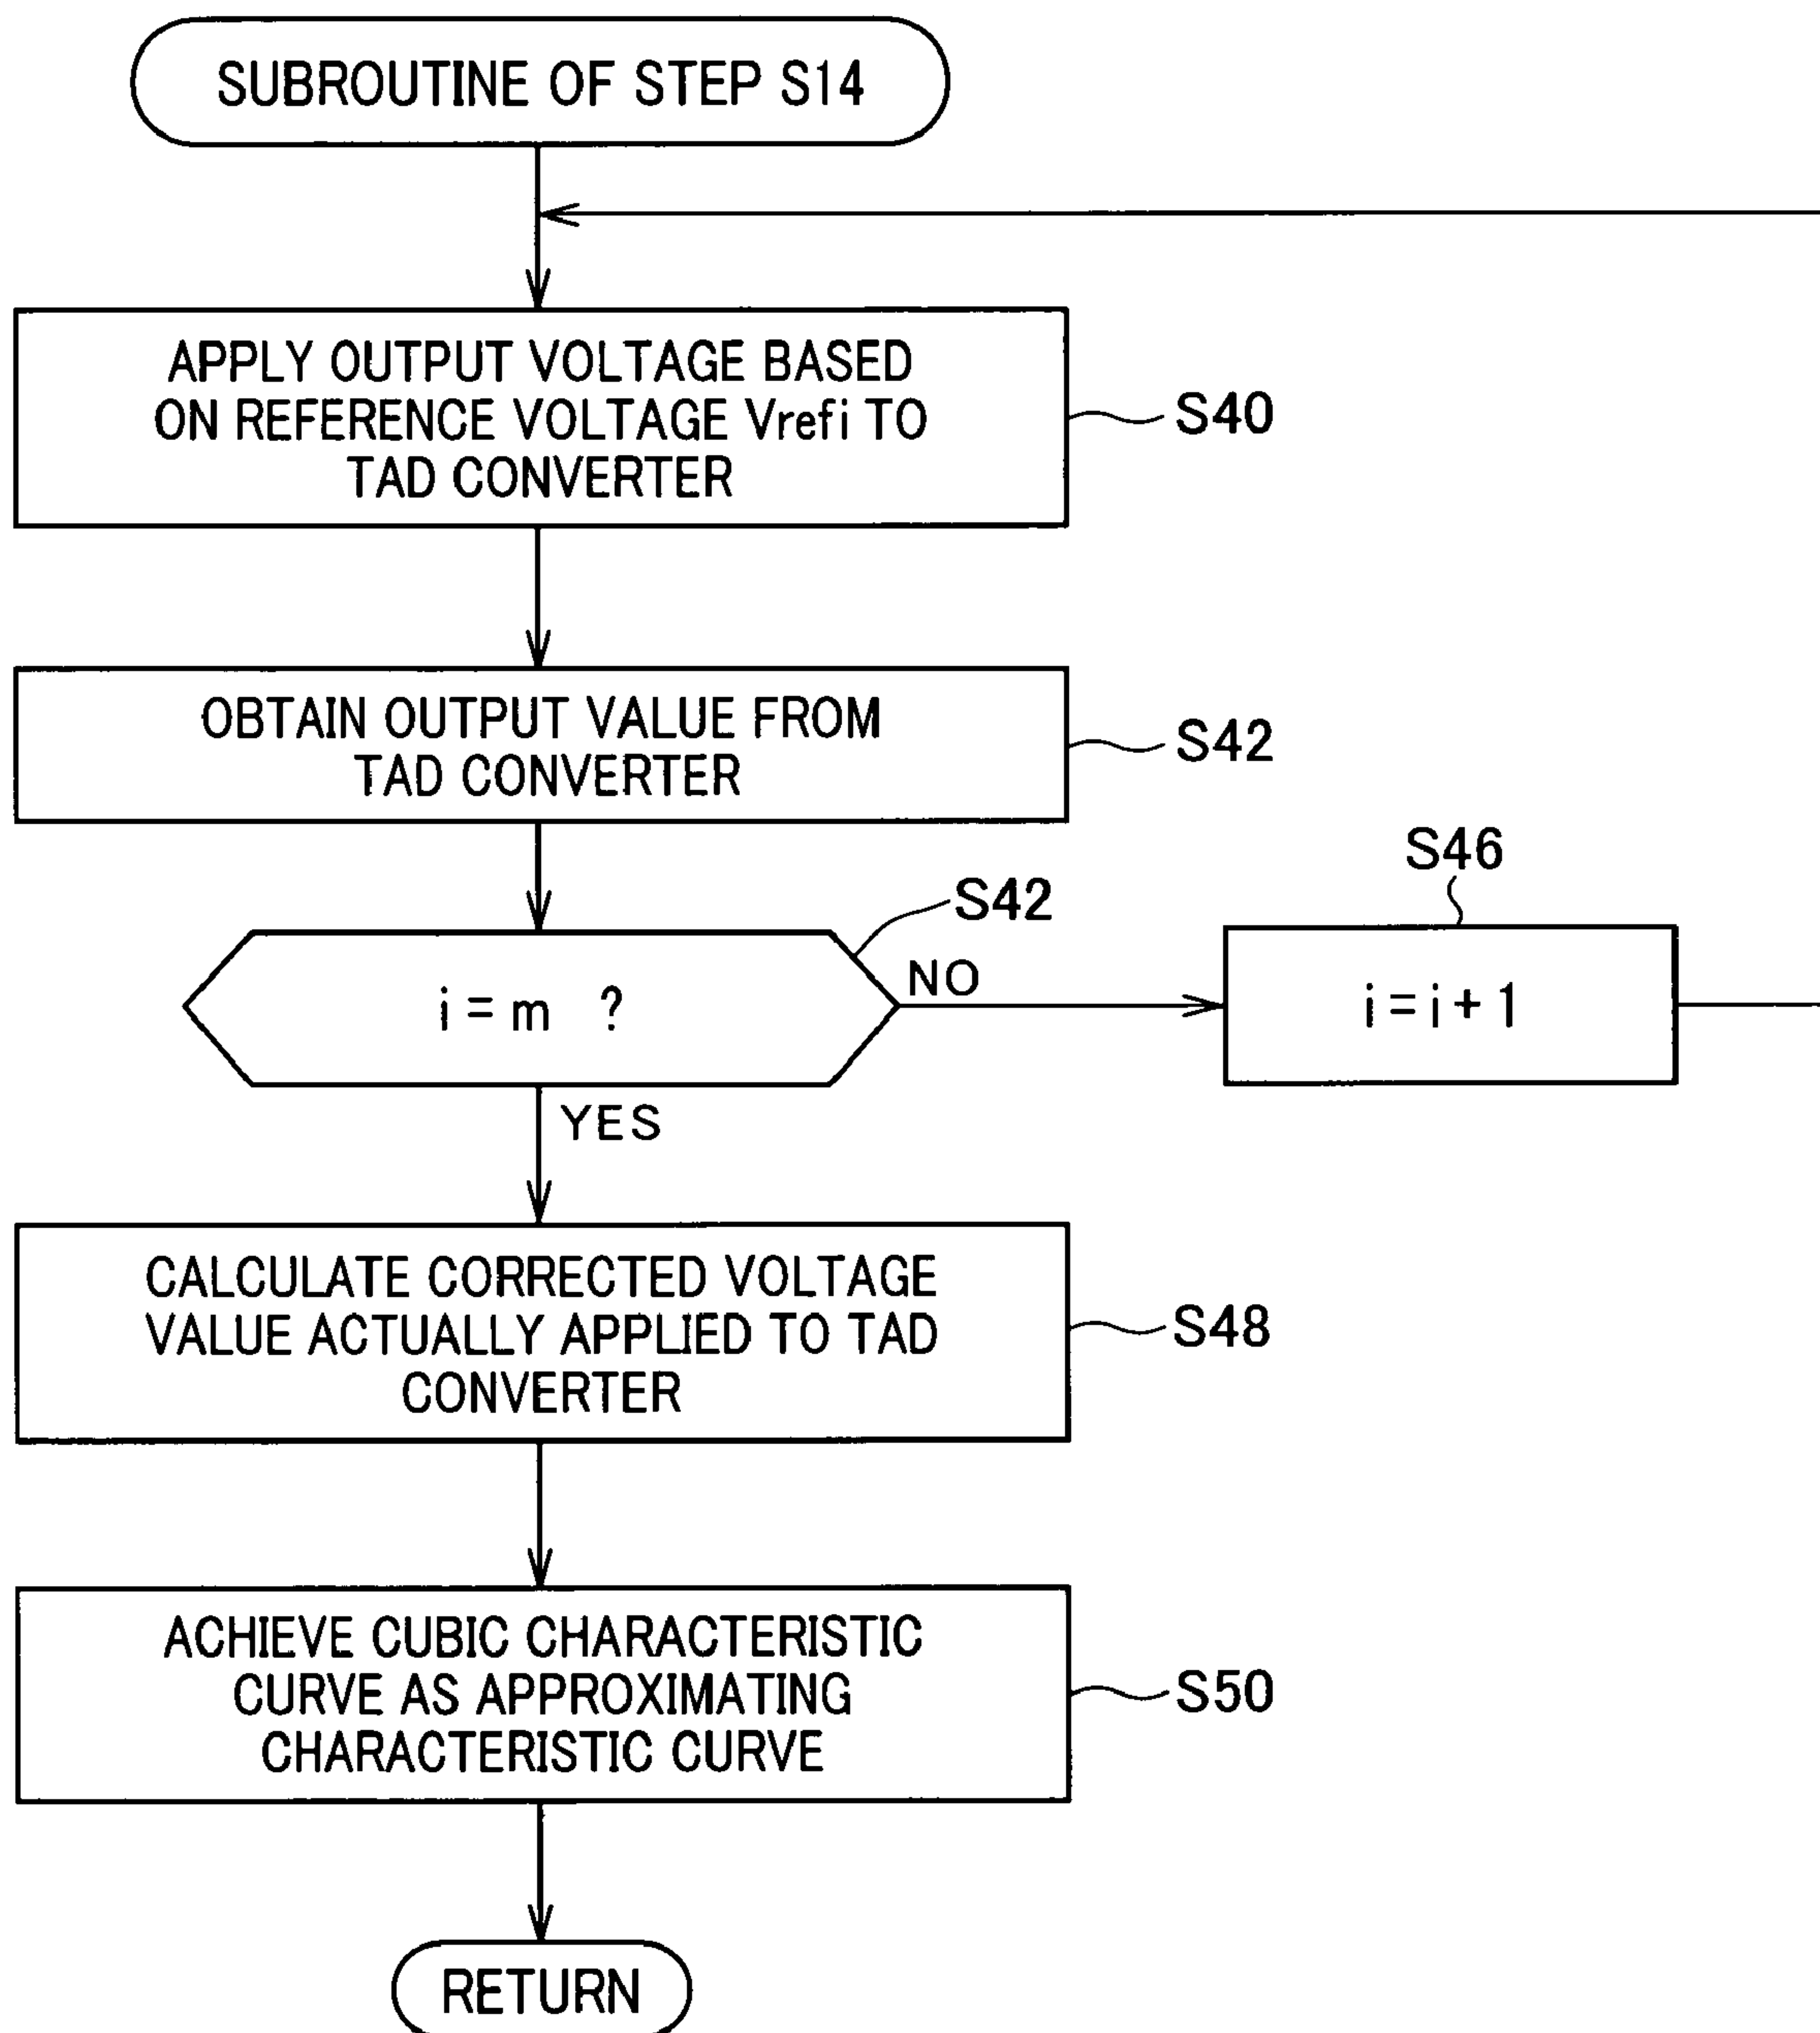 SUBROUTINE OF STEP S14
APPLY OUTPUT VOLTAGE BASED
ON REFERENCE VOLTAGE Vrefi TO
TAD CONVERTER
S40
OBTAIN OUTPUT VALUE FROM
TAD CONVERTER
S42
S42
i = m ?
NO
S46
i = i + 1
YES
CALCULATE CORRECTED VOLTAGE
VALUE ACTUALLY APPLIED TO TAD
CONVERTER
S48
ACHIEVE CUBIC CHARACTERISTIC
CURVE AS APPROXIMATING
CHARACTERISTIC CURVE
S50
RETURN